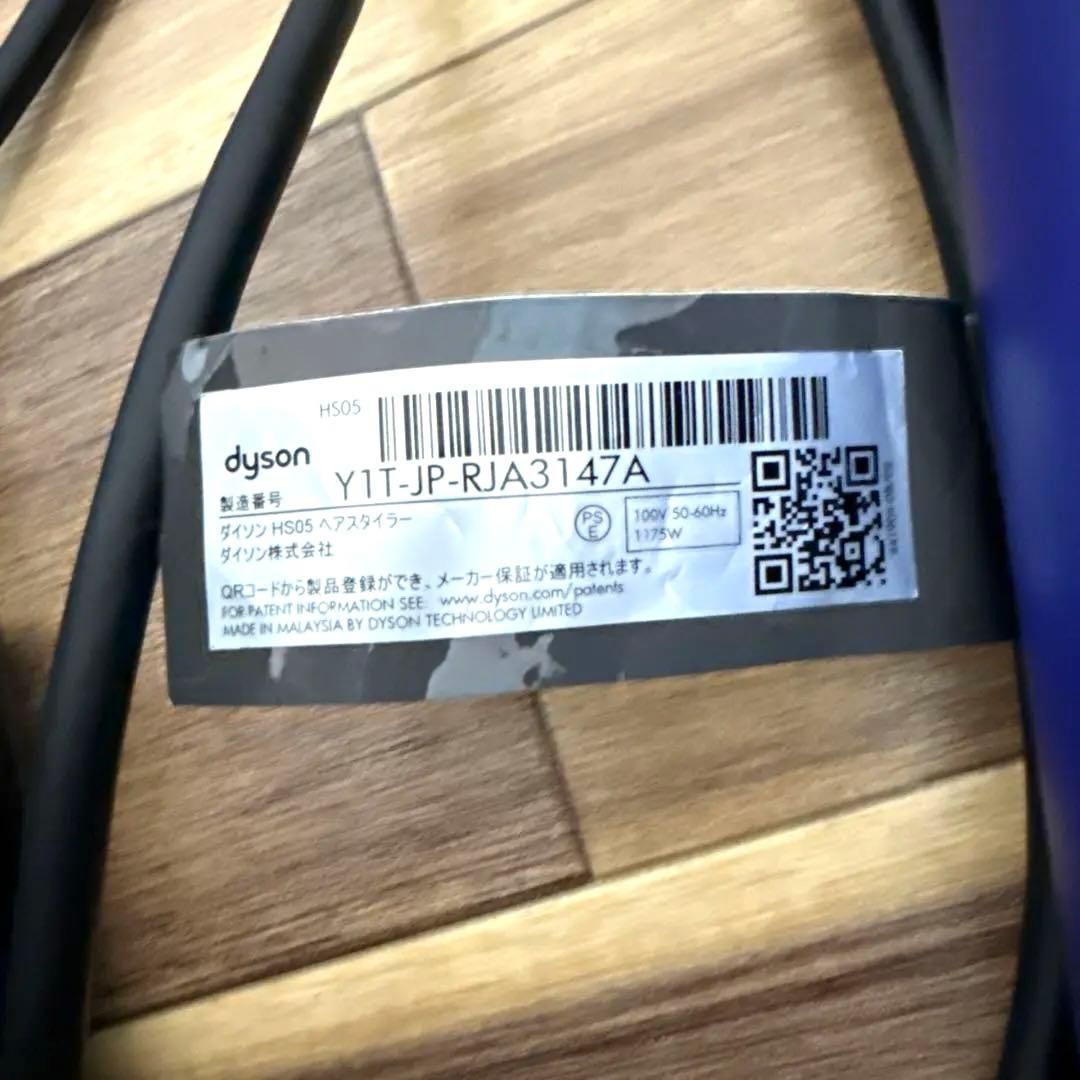 HS05
dyson
製造番号 Y1T-JP-RJA3147A
ダイソン HS05 ヘアスタイラー
ダイソン株式会社
PS
E
100V 50-60Hz
1175W
QRコードから製品登録ができ、メーカー保証が適用されます。
FOR PATENT INFORMATION SEE: www.dyson.com/patents
MADE IN MALAYSIA BY DYSON TECHNOLOGY LIMITED